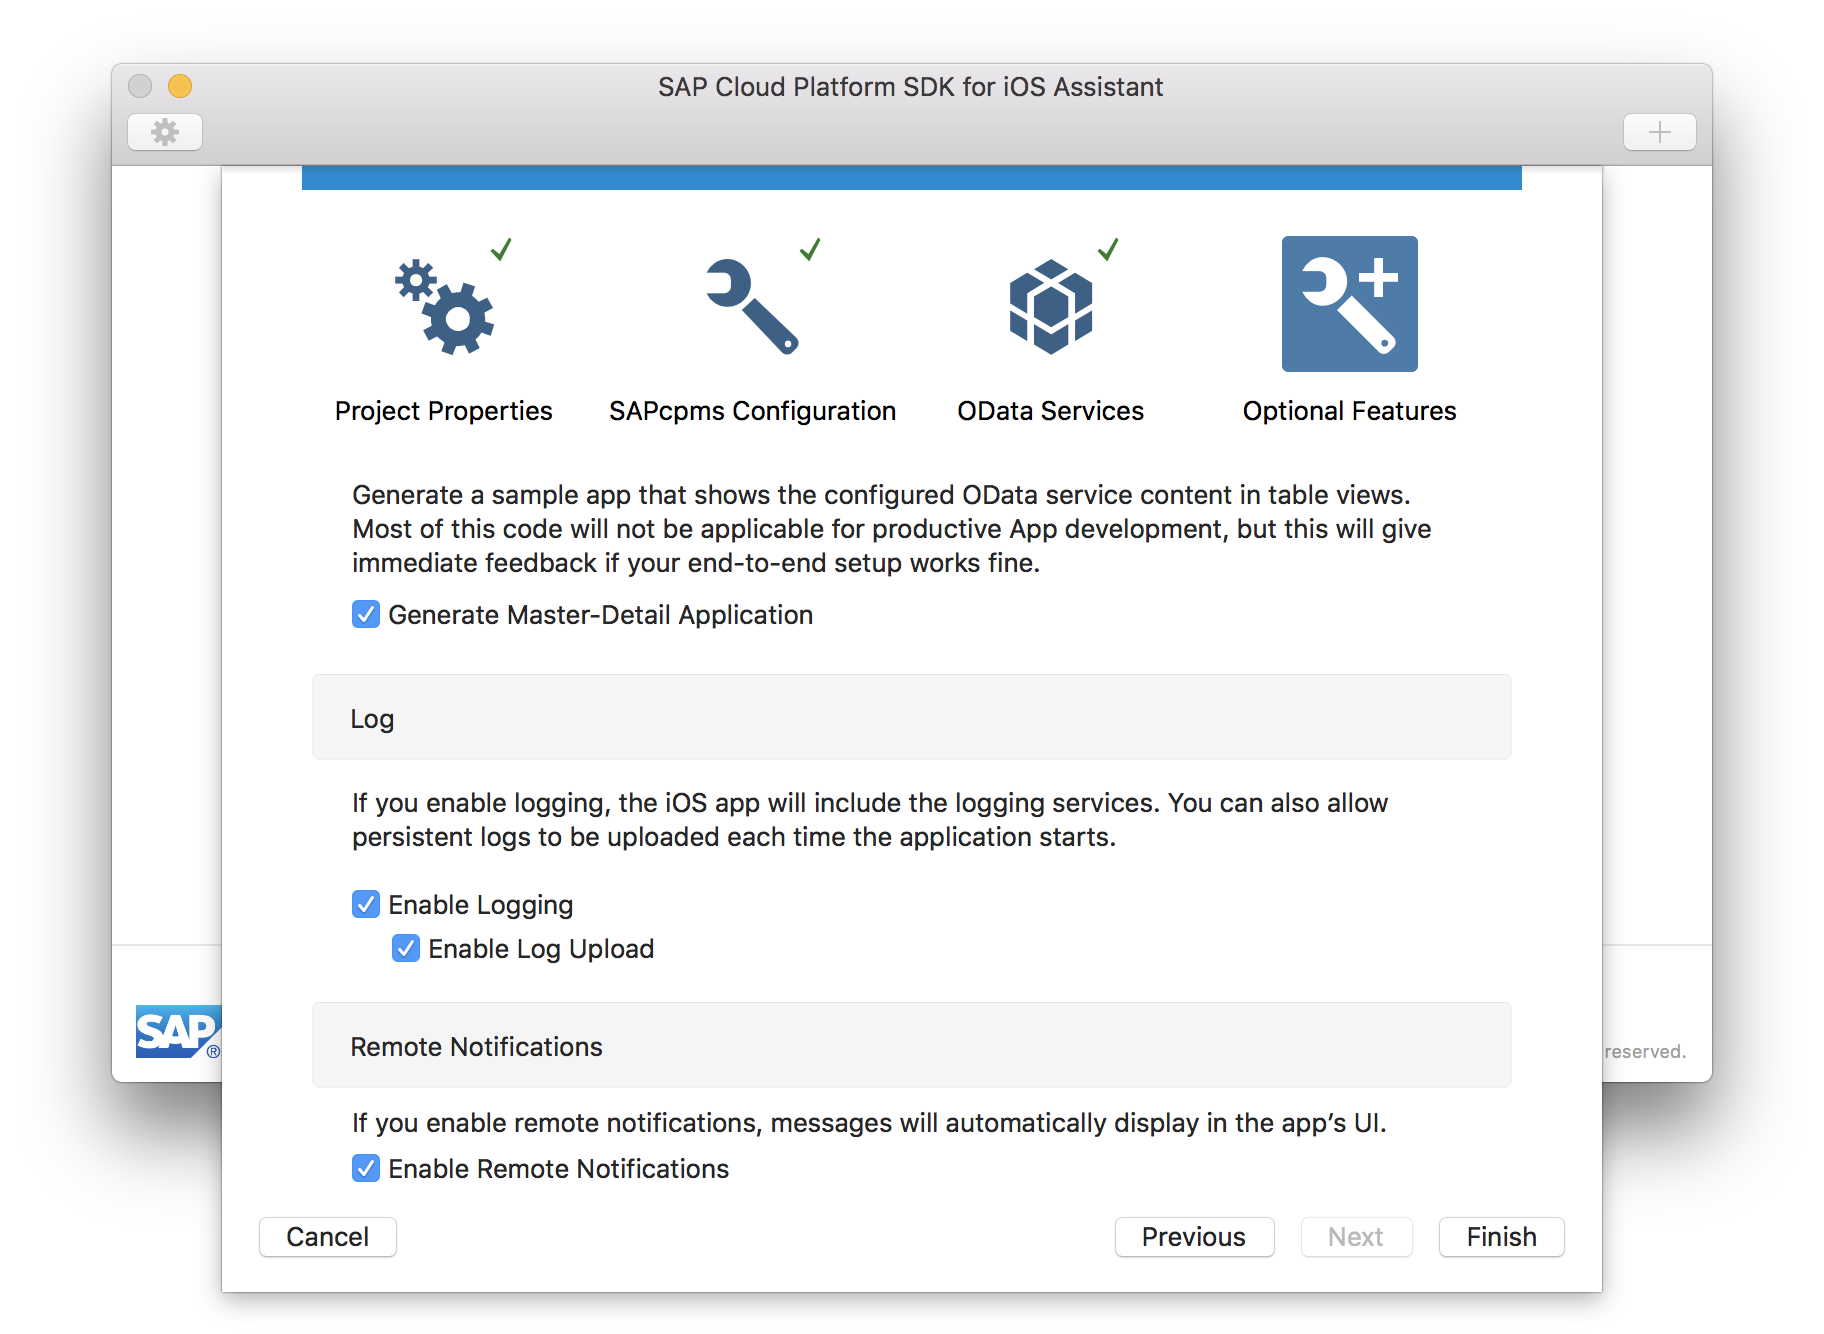 SAP Cloud Platform SDK for iOS Assistant
Project Properties
SAPcpms Configuration
OData Services
Optional Features
Generate a sample app that shows the configured OData service content in table views.
Most of this code will not be applicable for productive App development, but this will give
immediate feedback if your end-to-end setup works fine.
Generate Master-Detail Application
Log
If you enable logging, the iOS app will include the logging services. You can also allow
persistent logs to be uploaded each time the application starts.
Enable Logging
Enable Log Upload
Remote Notifications
SAP®
reserved.
If you enable remote notifications, messages will automatically display in the app’s UI.
Enable Remote Notifications
Cancel
Previous
Next
Finish